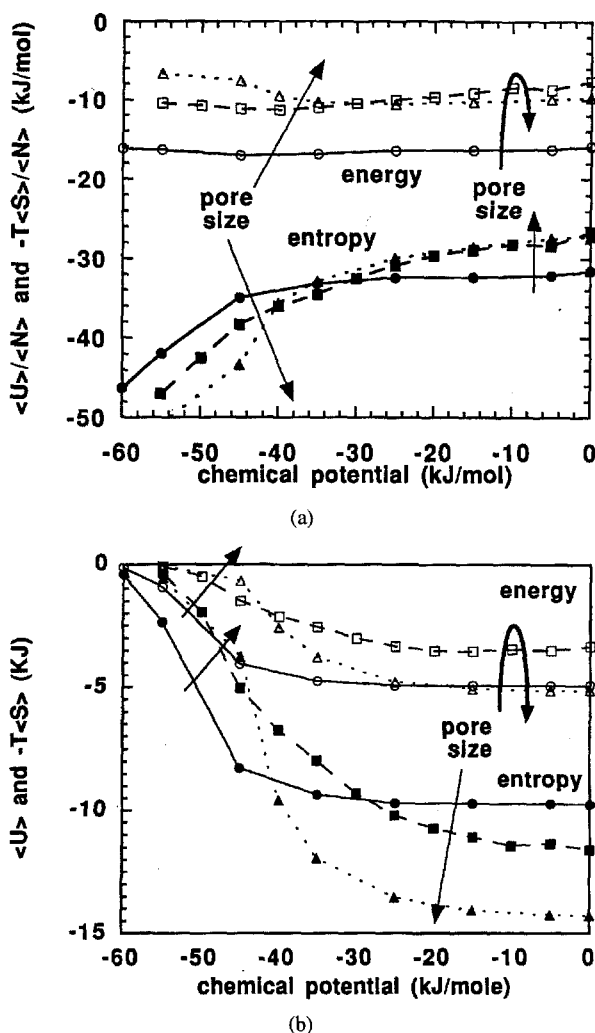 0
-10
-20
-30
-40
-50
<U>/<N> and -T<S>/<N> (kJ/mol)
energy
pore
size
pore
size
entropy
-60 -50 -40 -30 -20 -10 0
chemical potential (kJ/mol)
(a)
0
-5
-10
-15
<U> and -T<S> (KJ)
energy
pore
size
entropy
-60 -50 -40 -30 -20 -10 0
chemical potential (kJ/mole)
(b)